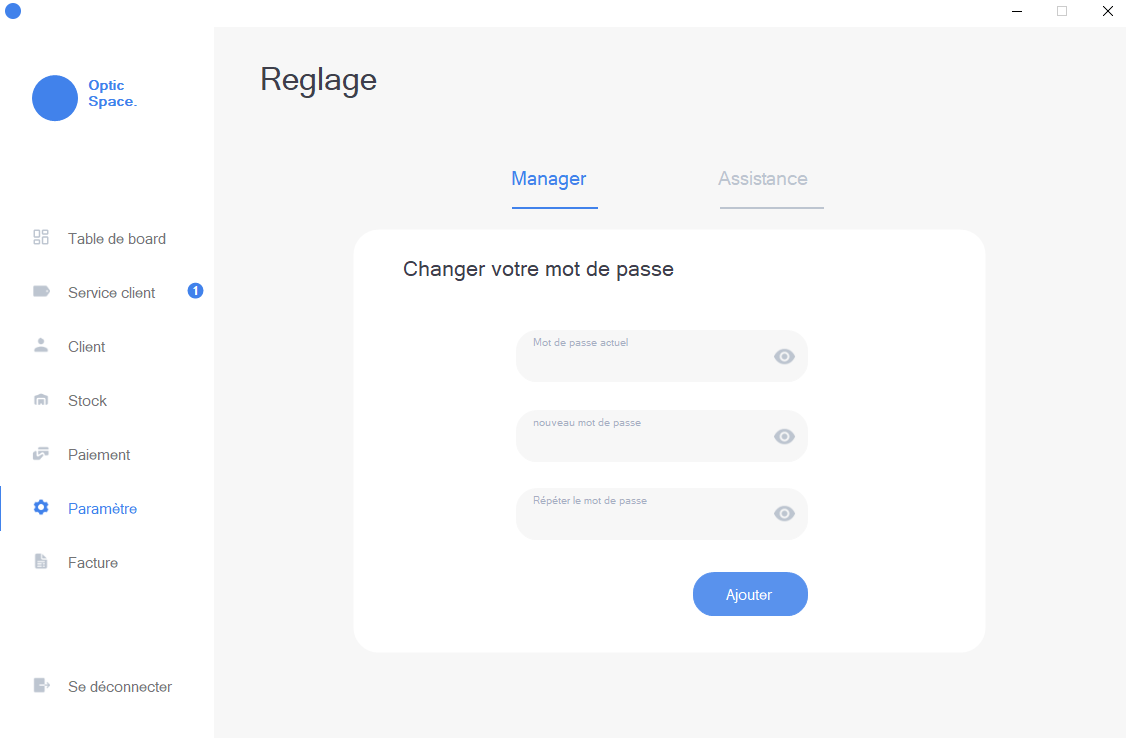 Optic
Space.
Reglage
Manager
Assistance
Table de board
Service client
1
Client
Stock
Paiement
Paramètre
Facture
Se déconnecter
Changer votre mot de passe
Mot de passe actuel
nouveau mot de passe
Répéter le mot de passe
Ajouter